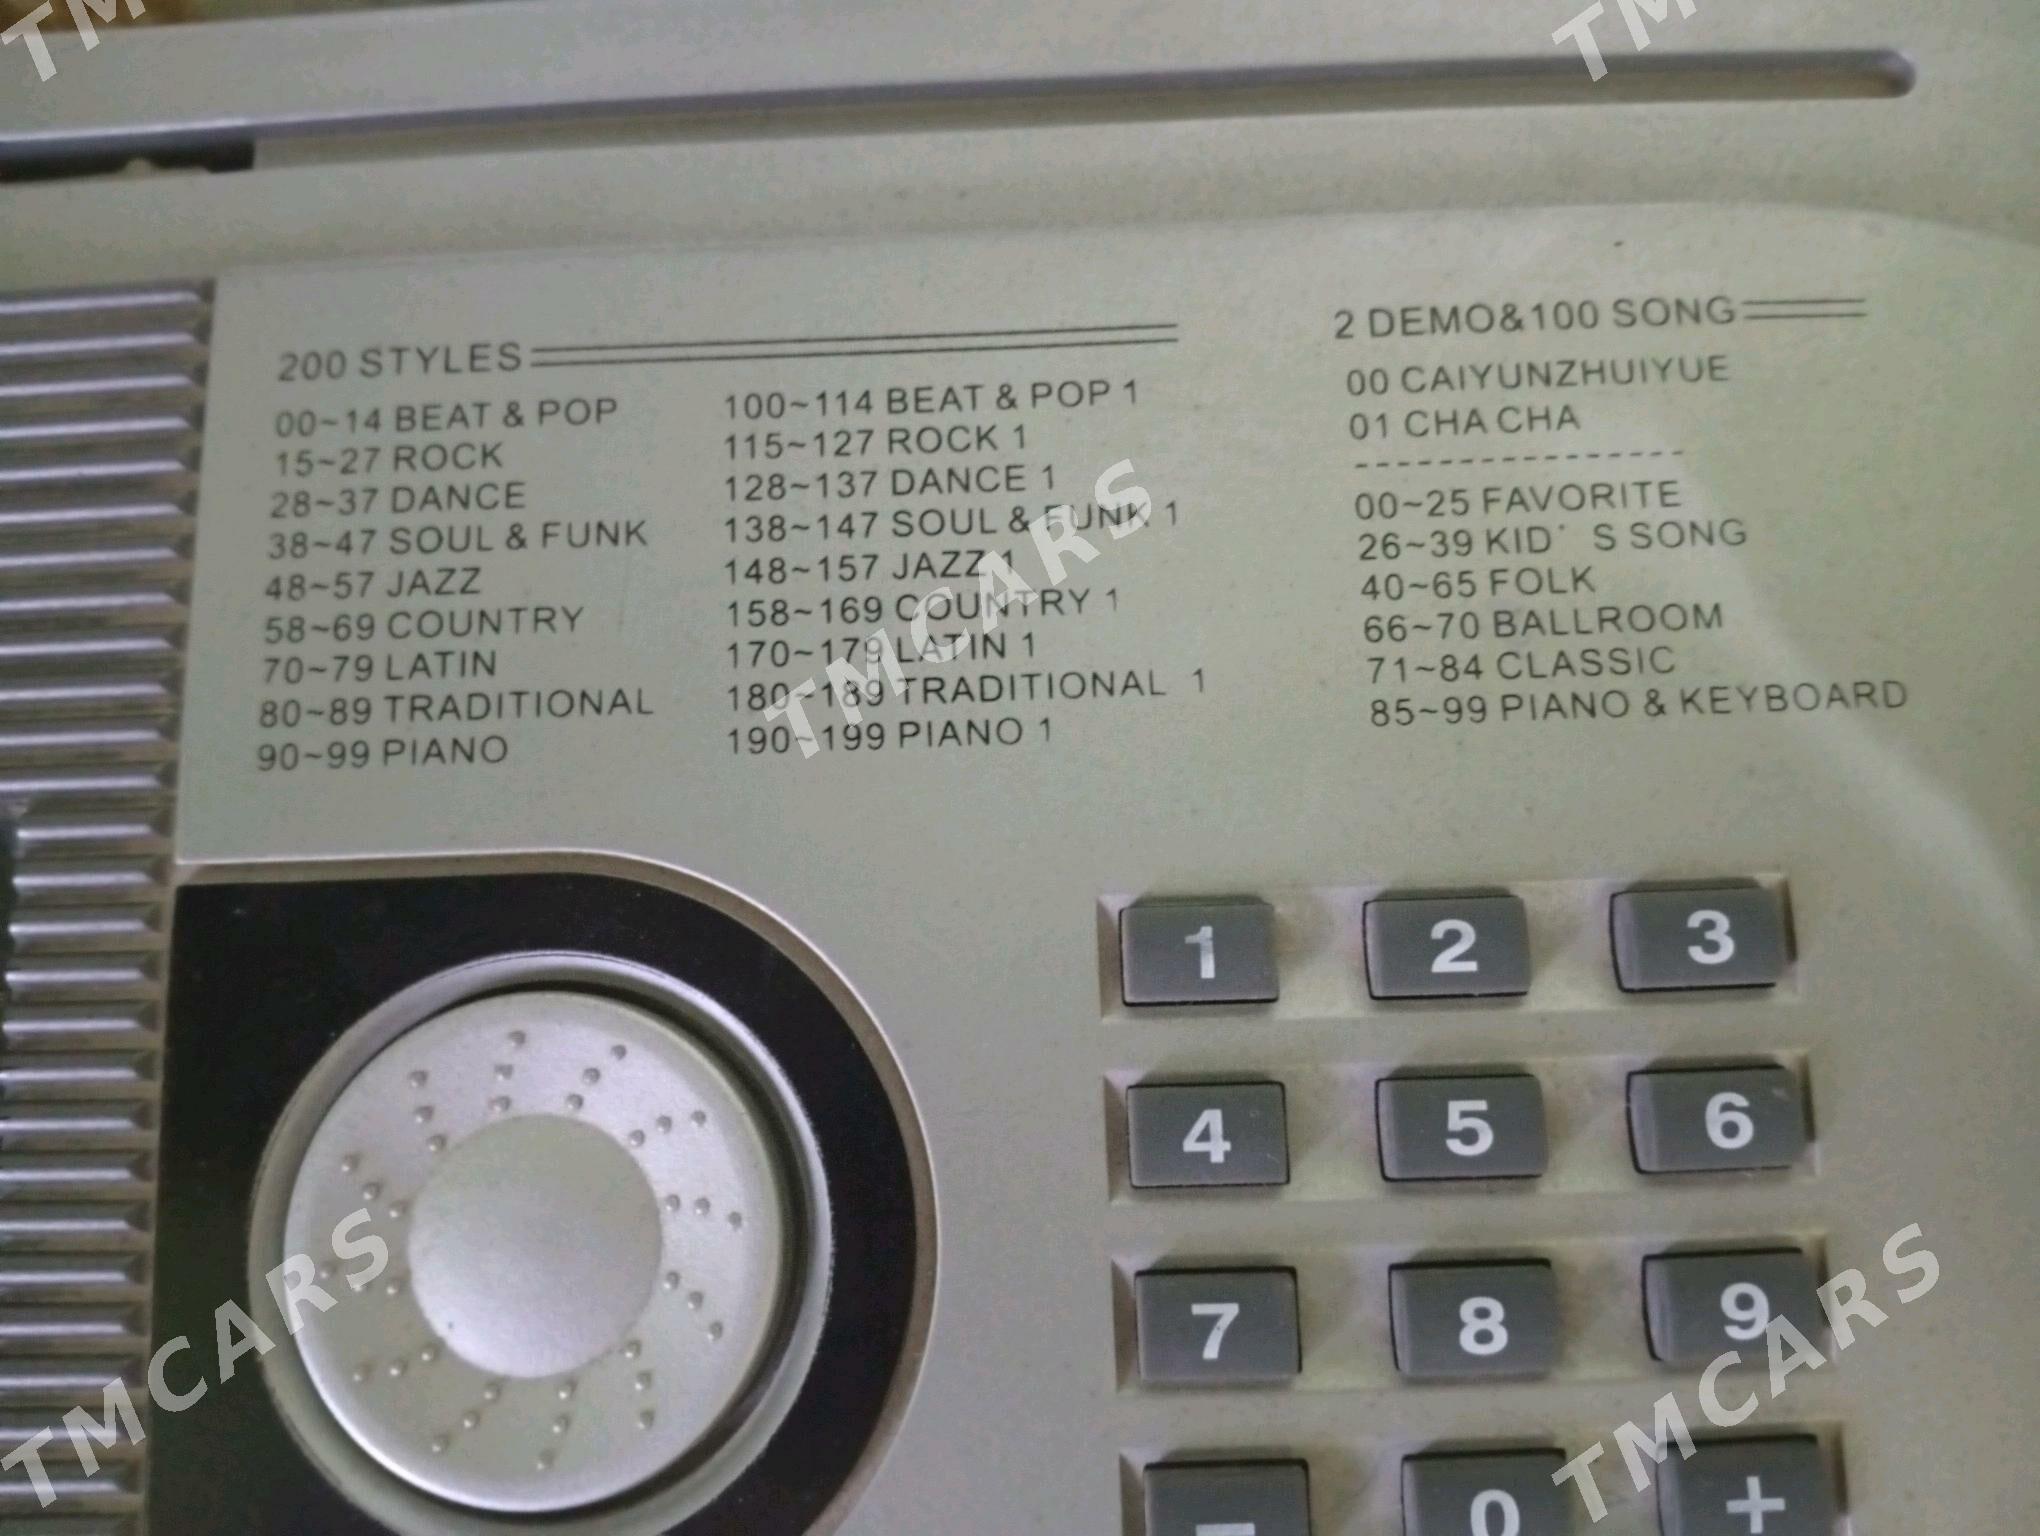 200 STYLES
00~14 BEAT & POP
15~27 ROCK
28~37 DANCE
38~47 SOUL & FUNK
48~57 JAZZ
58~69 COUNTRY
70~79 LATIN
80~89 TRADITIONAL
90~99 PIANO
100~114 BEAT & POP 1
115~127 ROCK 1
128~137 DANCE 1
138~147 SOUL & FUNK 1
148~157 JAZZ 1
158~169 COUNTRY 1
170~179 LATIN 1
180~189 TRADITIONAL 1
190~199 PIANO 1
2 DEMO&100 SONG
00 CAIYUNZHUIYUE
01 CHA CHA
----------------
00~25 FAVORITE
26~39 KID' S SONG
40~65 FOLK
66~70 BALLROOM
71~84 CLASSIC
85~99 PIANO & KEYBOARD
1 2 3
4 5 6
7 8 9
- 0 +
TMCARS
TMCARS
TMCARS
TM
TM